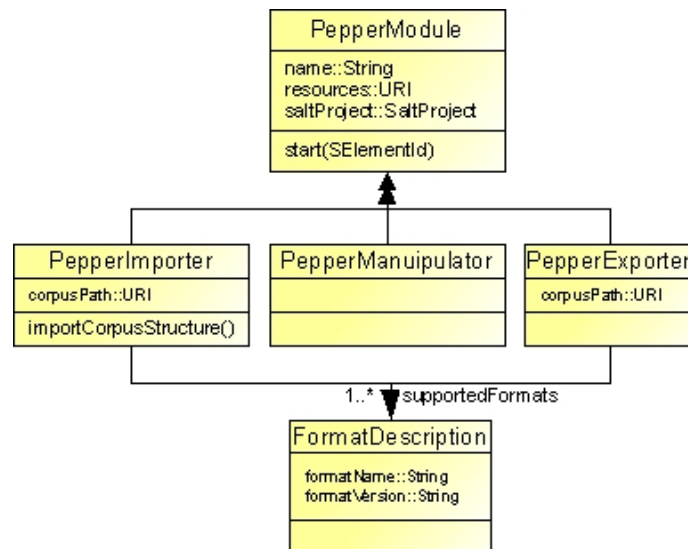 PepperModule
name::String
resources::URI
saltProject::SaltProject
start(SElementId)
PepperImporter
corpusPath::URI
importCorpusStructure()
PepperManuipulator
PepperExporter
corpusPath::URI
1..* supportedFormats
FormatDescription
formatName::String
formatVersion::String